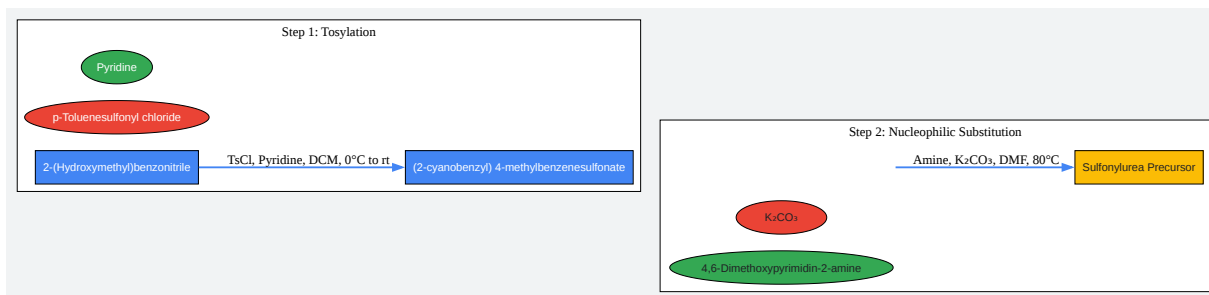 Step 1: Tosylation
Pyridine
p-Toluenesulfonyl chloride
2-(Hydroxymethyl)benzonitrile
TsCl, Pyridine, DCM, 0°C to rt
(2-cyanobenzyl) 4-methylbenzenesulfonate
Step 2: Nucleophilic Substitution
Amine, K₂CO₃, DMF, 80°C
Sulfonylurea Precursor
K₂CO₃
4,6-Dimethoxypyrimidin-2-amine